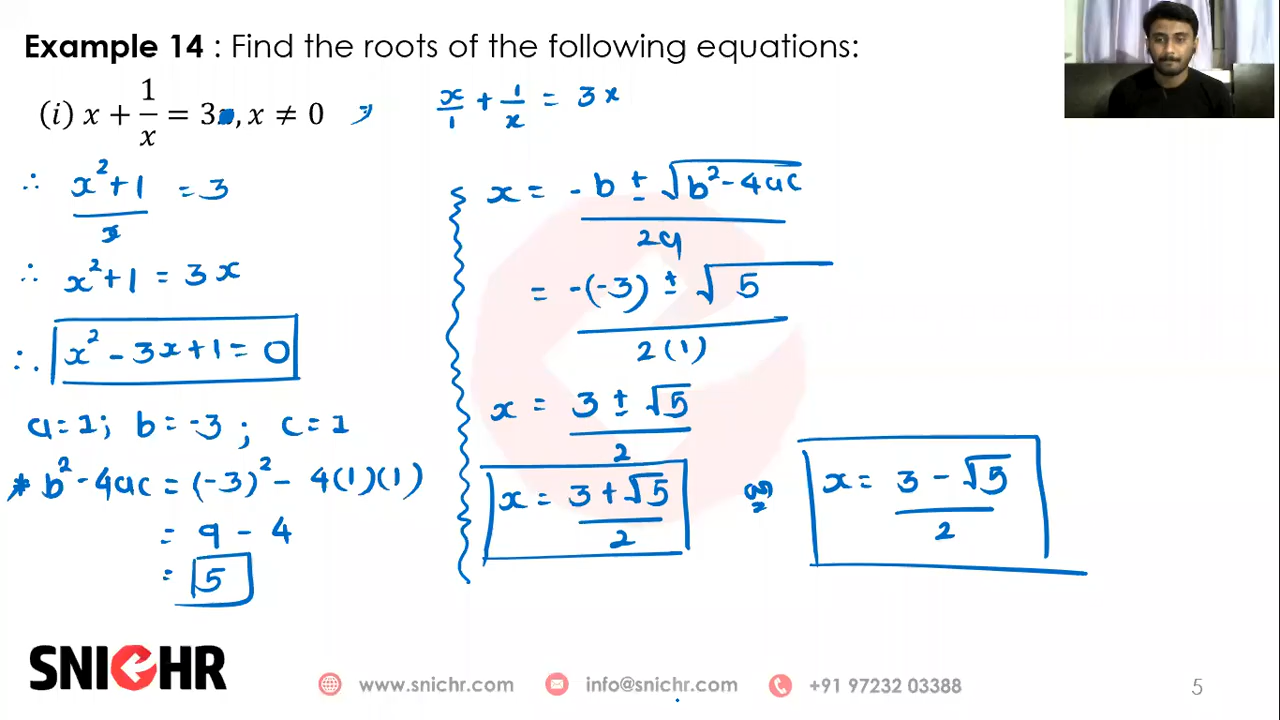 Example 14 : Find the roots of the following equations:
(i) x + 1/x = 3, x ≠ 0 ; x/1 + 1/x = 3x
∴ (x² + 1)/x = 3
∴ x² + 1 = 3x
∴ x² - 3x + 1 = 0
a = 1; b = -3; c = 1
* b² - 4ac = (-3)² - 4(1)(1)
= 9 - 4
= 5
x = (-b ± √(b² - 4ac))/2a
= (-(-3) ± √5)/2(1)
x = (3 ± √5)/2
x = (3 + √5)/2
x = (3 - √5)/2
SNICHR
www.snichr.com info@snichr.com +91 97232 03388
5